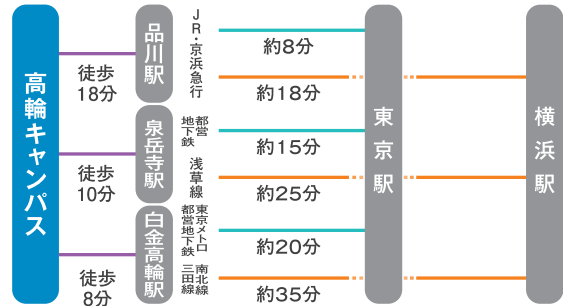 高輪キャンパス
徒歩
18分
品川駅
JR・京浜急行
約8分
約18分
徒歩
10分
泉岳寺駅
都営
地下鉄
浅草線
約15分
約25分
徒歩
8分
白金高輪駅
東京メトロ
都営地下鉄
南北線
三田線
約20分
約35分
東京駅
横浜駅